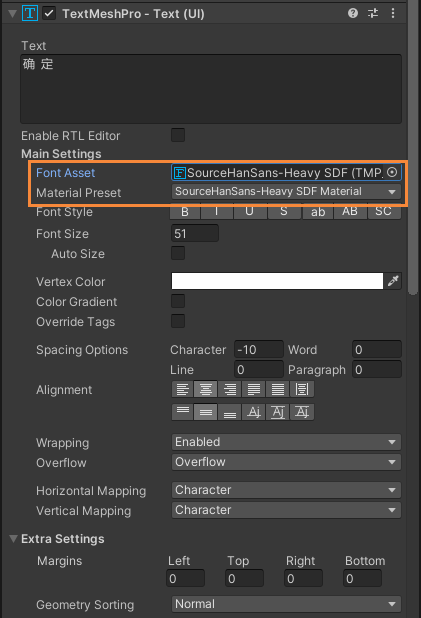 TextMeshPro - Text (UI)
Text
确 定
Enable RTL Editor
Main Settings
Font Asset SourceHanSans-Heavy SDF (TMP_
Material Preset SourceHanSans-Heavy SDF Material
Font Style B I U S ab AB SC
Font Size 51
Auto Size
Vertex Color
Color Gradient
Override Tags
Spacing Options Character -10 Word 0
Line 0 Paragraph 0
Alignment
Wrapping Enabled
Overflow Overflow
Horizontal Mapping Character
Vertical Mapping Character
Extra Settings
Margins Left Top Right Bottom
0 0 0 0
Geometry Sorting Normal